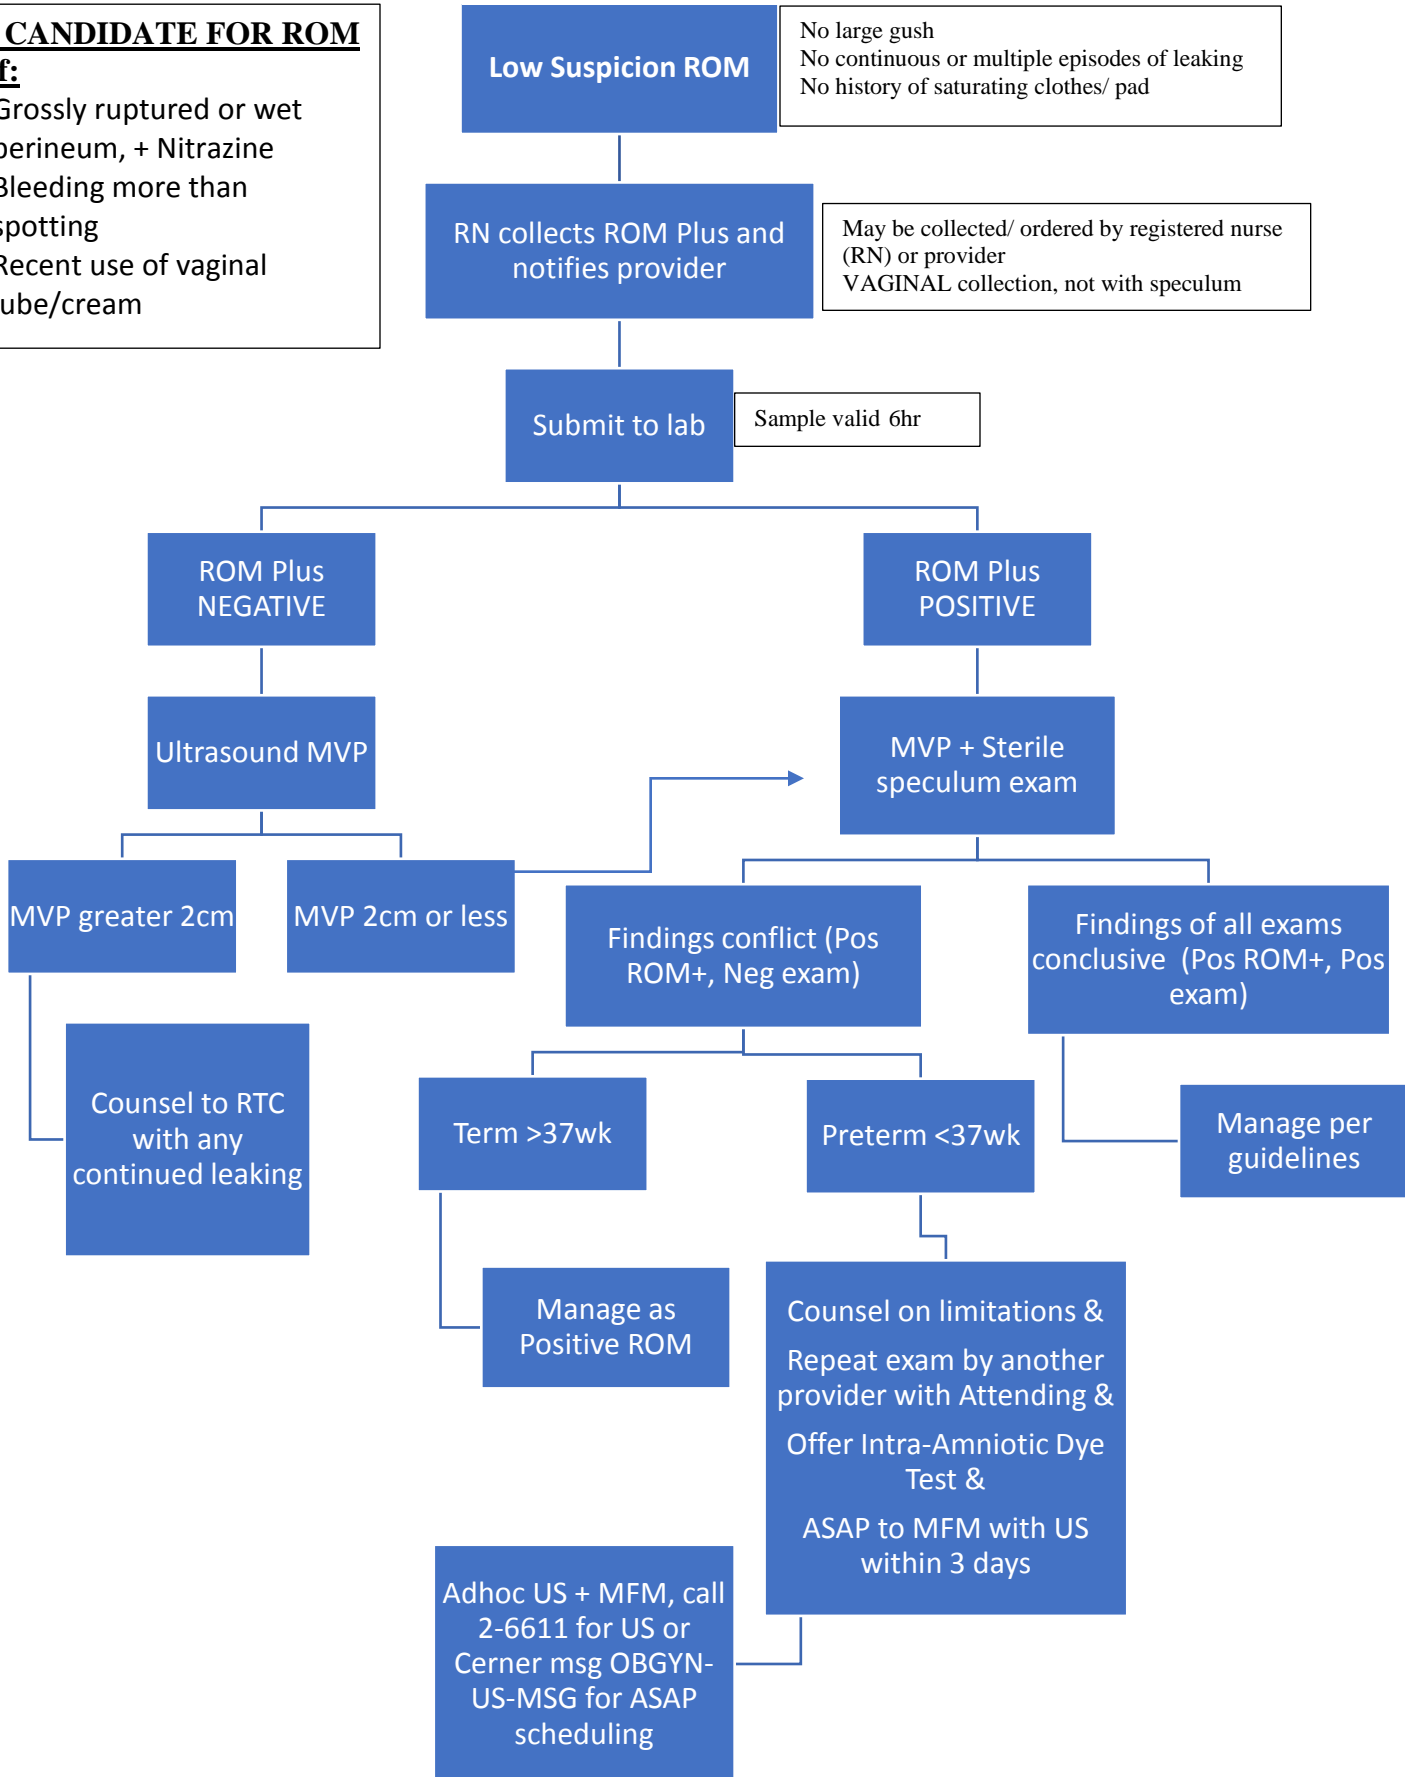 CANDIDATE FOR ROM
f:
Grossly ruptured or wet
perineum, + Nitrazine
Bleeding more than
spotting
Recent use of vaginal
lube/cream
Low Suspicion ROM
No large gush
No continuous or multiple episodes of leaking
No history of saturating clothes/ pad
RN collects ROM Plus and
notifies provider
May be collected/ ordered by registered nurse
(RN) or provider
VAGINAL collection, not with speculum
Submit to lab
Sample valid 6hr
ROM Plus
NEGATIVE
ROM Plus
POSITIVE
Ultrasound MVP
MVP + Sterile
speculum exam
MVP greater 2cm
MVP 2cm or less
Findings conflict (Pos
ROM+, Neg exam)
Findings of all exams
conclusive (Pos ROM+, Pos
exam)
Counsel to RTC
with any
continued leaking
Term >37wk
Preterm <37wk
Manage per
guidelines
Manage as
Positive ROM
Counsel on limitations &
Repeat exam by another
provider with Attending &
Offer Intra-Amniotic Dye
Test &
ASAP to MFM with US
within 3 days
Adhoc US + MFM, call
2-6611 for US or
Cerner msg OBGYN-
US-MSG for ASAP
scheduling